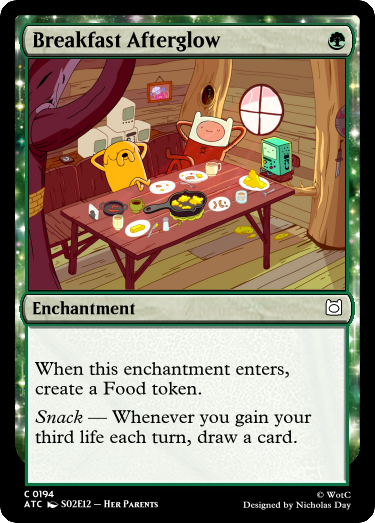 Breakfast Afterglow
Enchantment
When this enchantment enters,
create a Food token.
Snack — Whenever you gain your
third life each turn, draw a card.
C 0194
ATC S02E12 — Her Parents
© WotC
Designed by Nicholas Day